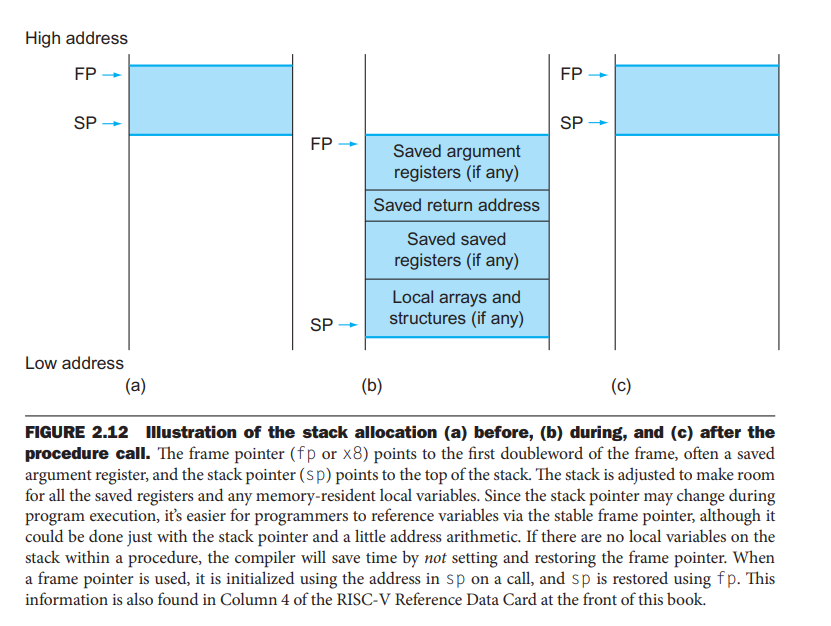 High address
FP
SP
FP
Saved argument
registers (if any)
Saved return address
Saved saved
registers (if any)
Local arrays and
structures (if any)
SP
FP
SP
Low address
(a)
(b)
(c)
FIGURE 2.12 Illustration of the stack allocation (a) before, (b) during, and (c) after the
procedure call. The frame pointer (fp or x8) points to the first doubleword of the frame, often a saved
argument register, and the stack pointer (sp) points to the top of the stack. The stack is adjusted to make room
for all the saved registers and any memory-resident local variables. Since the stack pointer may change during
program execution, it's easier for programmers to reference variables via the stable frame pointer, although it
could be done just with the stack pointer and a little address arithmetic. If there are no local variables on the
stack within a procedure, the compiler will save time by not setting and restoring the frame pointer. When
a frame pointer is used, it is initialized using the address in sp on a call, and sp is restored using fp. This
information is also found in Column 4 of the RISC-V Reference Data Card at the front of this book.